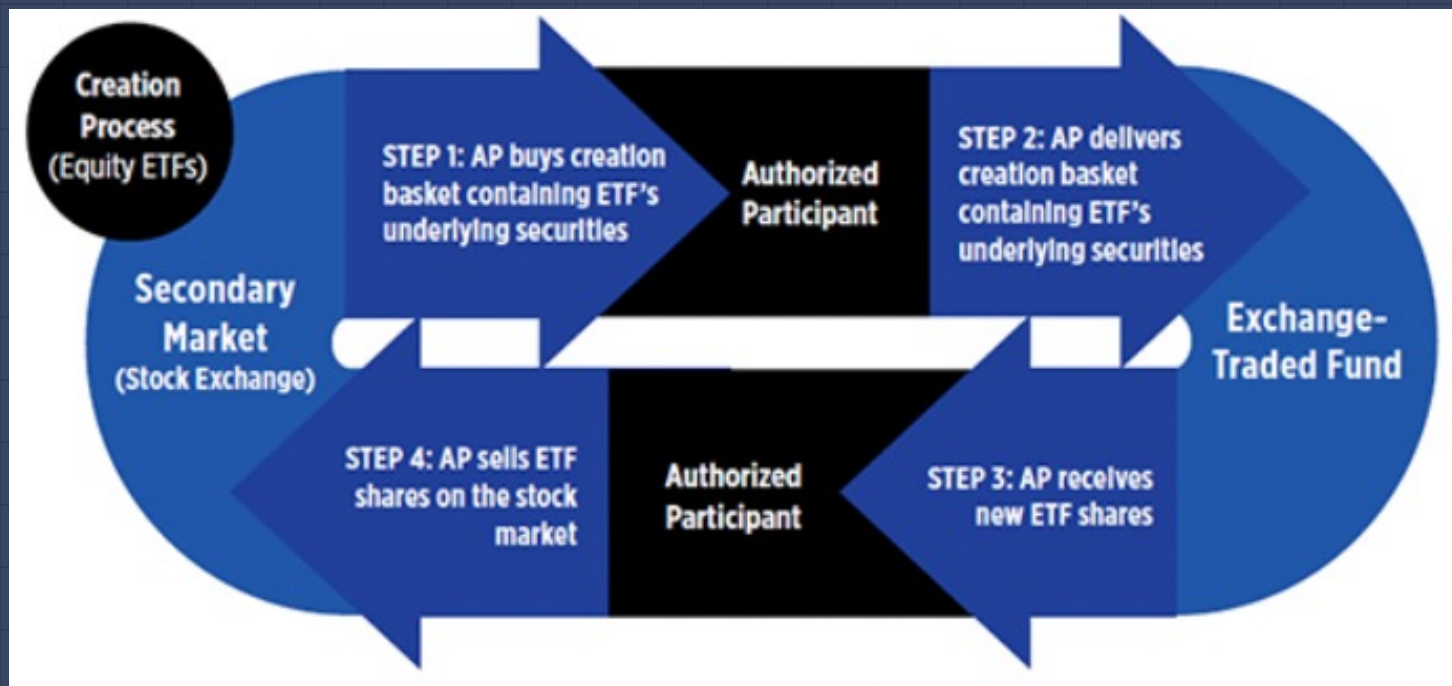 Creation
Process
(Equity ETFs)
STEP 1: AP buys creation
basket containing ETF's
underlying securities
Authorized
Participant
STEP 2: AP delivers
creation basket
containing ETF's
underlying securities
Secondary
Market
(Stock Exchange)
Exchange-
Traded Fund
STEP 4: AP sells ETF
shares on the stock
market
Authorized
Participant
STEP 3: AP receives
new ETF shares